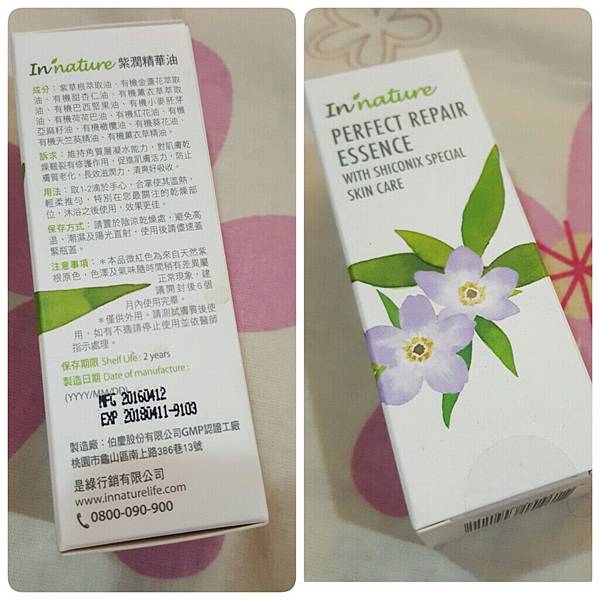 In nature 紫潤精華油
成分：紫草根萃取油、有機金盞花萃取
油、有機甜杏仁油、有機薰衣草萃取
油、有機巴西堅果油、有機小麥胚芽
油、有機荷荷巴油、有機紅花油、有機
亞麻籽油、有機橄欖油、有機葵花油、
有機天竺葵精油、有機薰衣草精油。
訴求：維持角質層凝水能力，對肌膚乾
燥龜裂有修護作用，促進肌膚活力，防止
膚質老化，長效滋潤力，清爽好吸收。
用法：取1-2滴於手心，合掌使其溫熱，
輕柔推勻，特別在您最關注的乾燥部
位，沐浴之後使用，效果更佳。
保存方式：請置於陰涼乾燥處，避免高
溫、潮濕及陽光直射，使用後請儘速蓋
緊瓶蓋。
注意事項：＊本品微紅色為來自天然紫
根原色，色澤及氣味隨時間稍有差異屬
正常現象，建
議開封後6個
月內使用完畢。
＊僅供外用。請測試膚質後使
用，如有不適請停止使用並依醫師
指示處理。
保存期限 Shelf Life : 2 years
製造日期 Date of manufacture :
(YYYY/MM/DD)
MFG 20160412
EXP 20180411-9103
製造廠：伯慶股份有限公司GMP認證工廠
桃園市龜山區南上路386巷13號
是綠行銷有限公司
www.innaturelife.com
0800-090-900
In nature
PERFECT REPAIR
ESSENCE
WITH SHICONIX SPECIAL
SKIN CARE